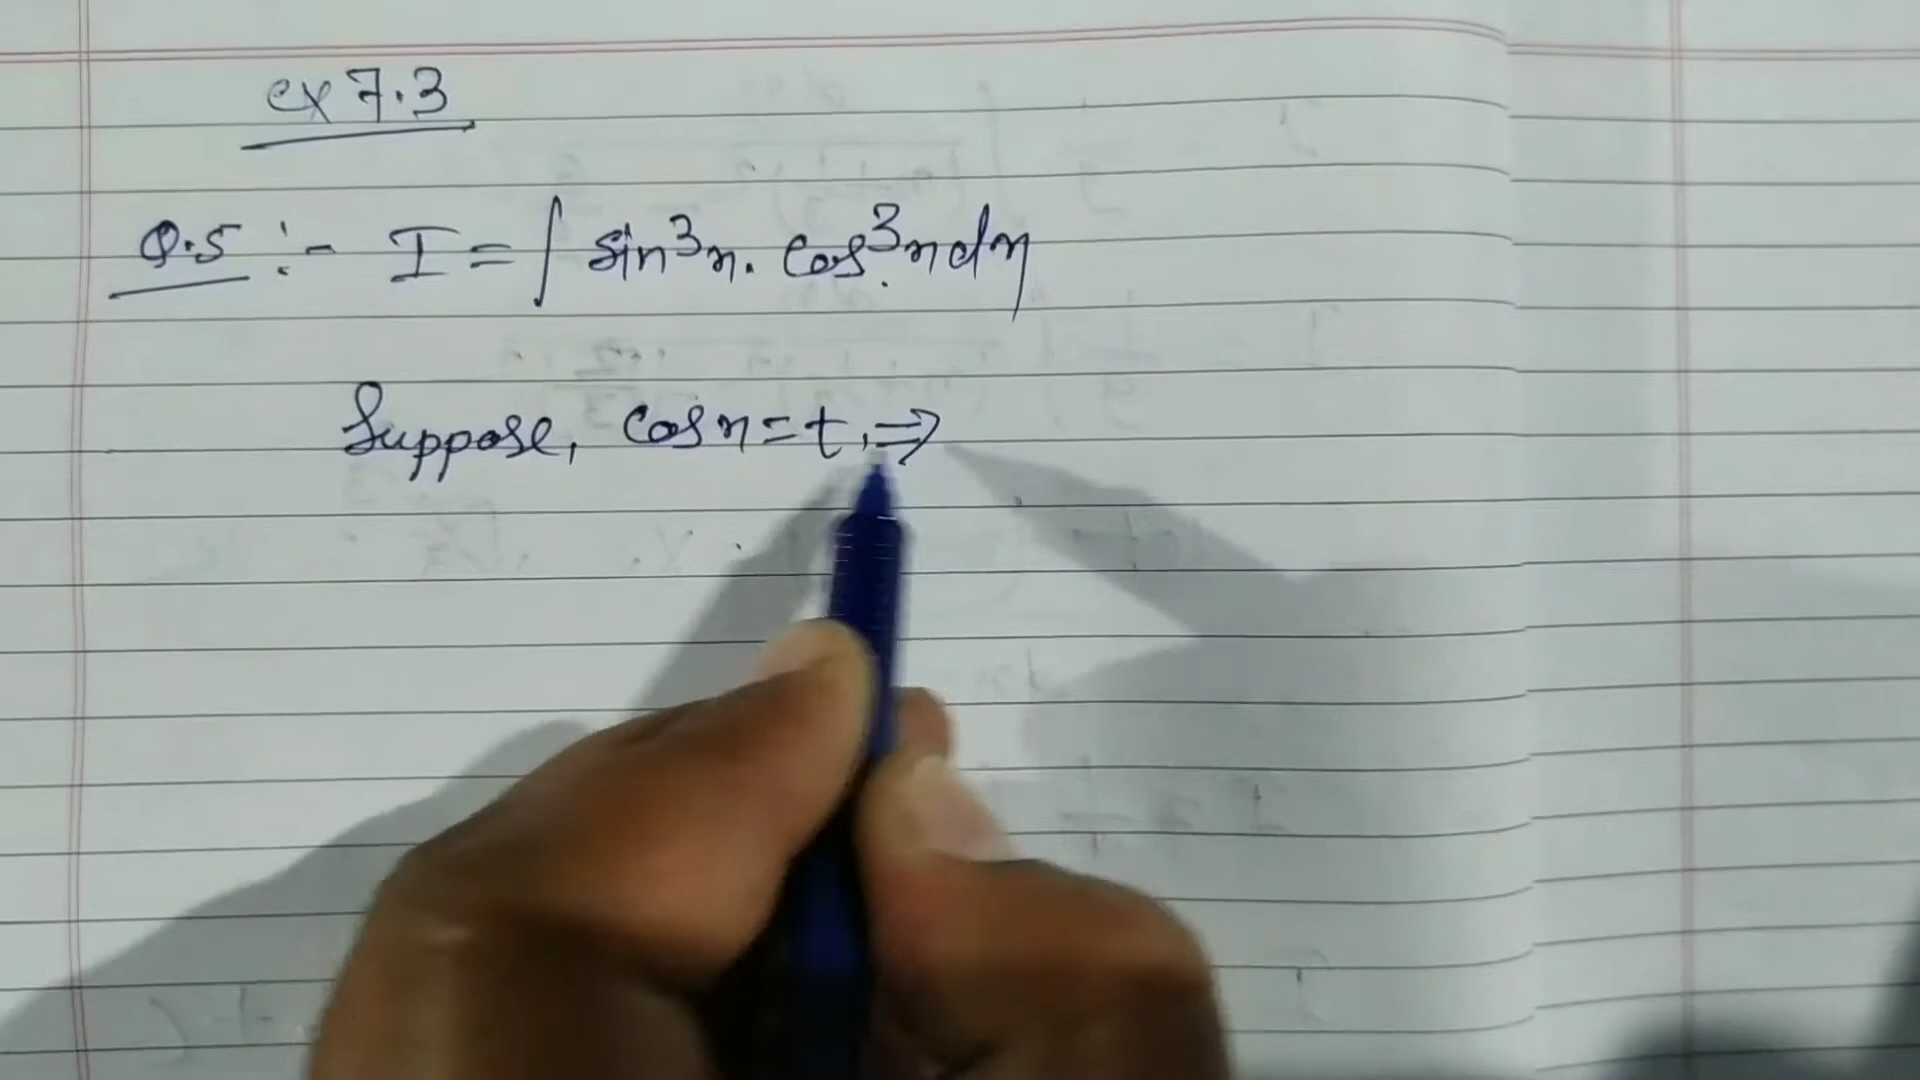 ex 7.3
Q.5 :- I = ∫ sin³x. cos³x dx
Suppose, cos x = t, ⇒